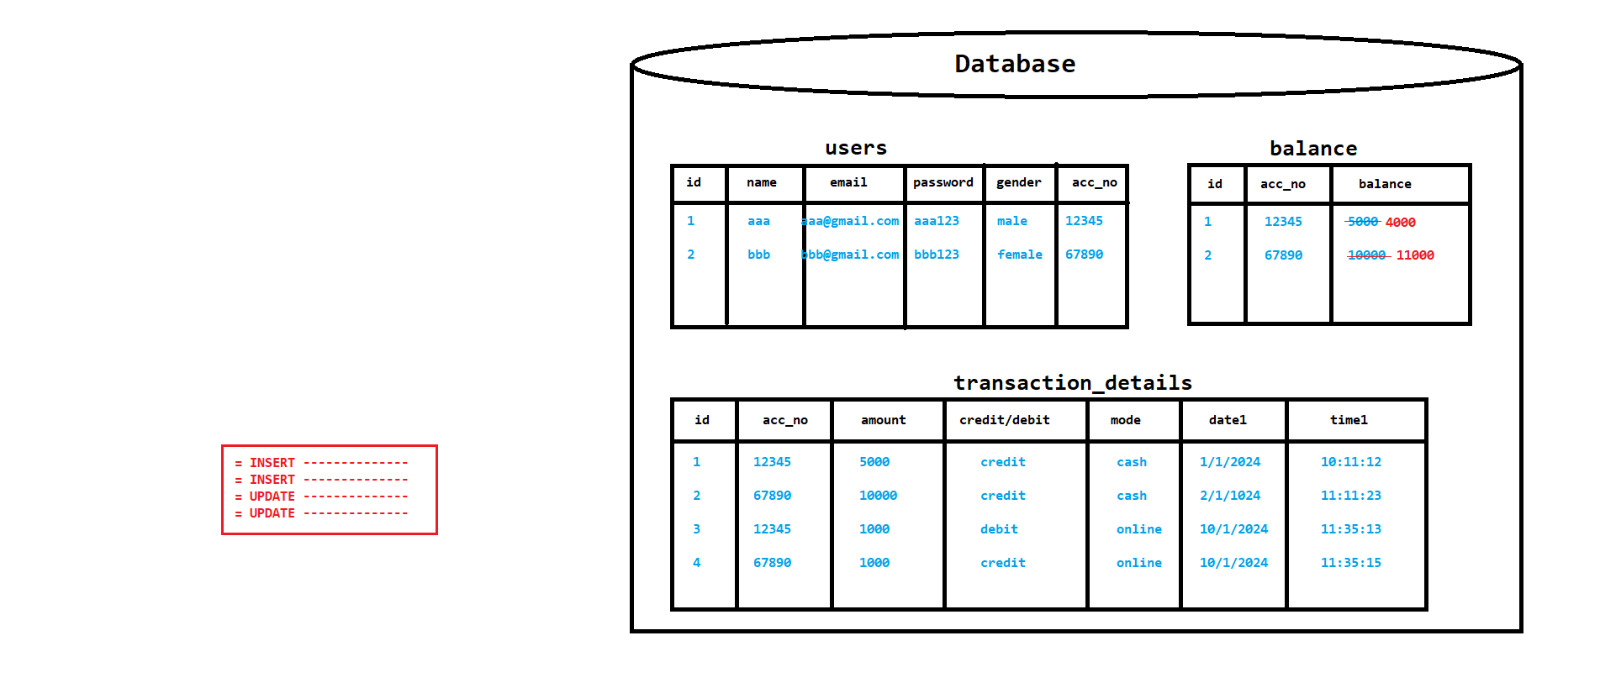 Database
users
id name email password gender acc_no
1 aaa aaa@gmail.com aaa123 male 12345
2 bbb bbb@gmail.com bbb123 female 67890
balance
id acc_no balance
1 12345 5000 4000
2 67890 10000 11000
= INSERT --------------
= INSERT --------------
= UPDATE --------------
= UPDATE --------------
transaction_details
id acc_no amount credit/debit mode date1 time1
1 12345 5000 credit cash 1/1/2024 10:11:12
2 67890 10000 credit cash 2/1/1024 11:11:23
3 12345 1000 debit online 10/1/2024 11:35:13
4 67890 1000 credit online 10/1/2024 11:35:15